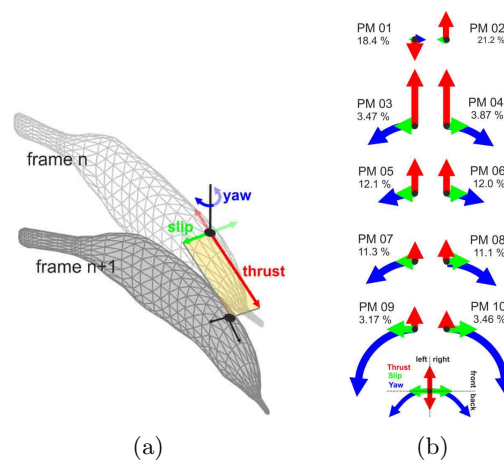 frame n
yaw
slip
thrust
frame n+1
(a)
(b)
PM 01
18.4 %
PM 02
21.2 %
PM 03
3.47 %
PM 04
3.87 %
PM 05
12.1 %
PM 06
12.0 %
PM 07
11.3 %
PM 08
11.1 %
PM 09
3.17 %
PM 10
3.46 %
left right
Thrust
Slip
Yaw
front
back